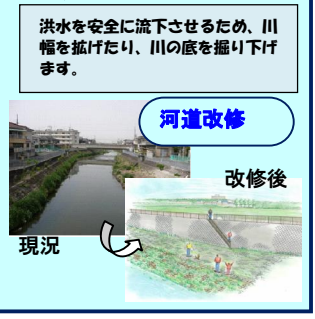 洪水を安全に流下させるため、川
幅を拡げたり、川の底を掘り下げ
ます。
河道改修
改修後
現況